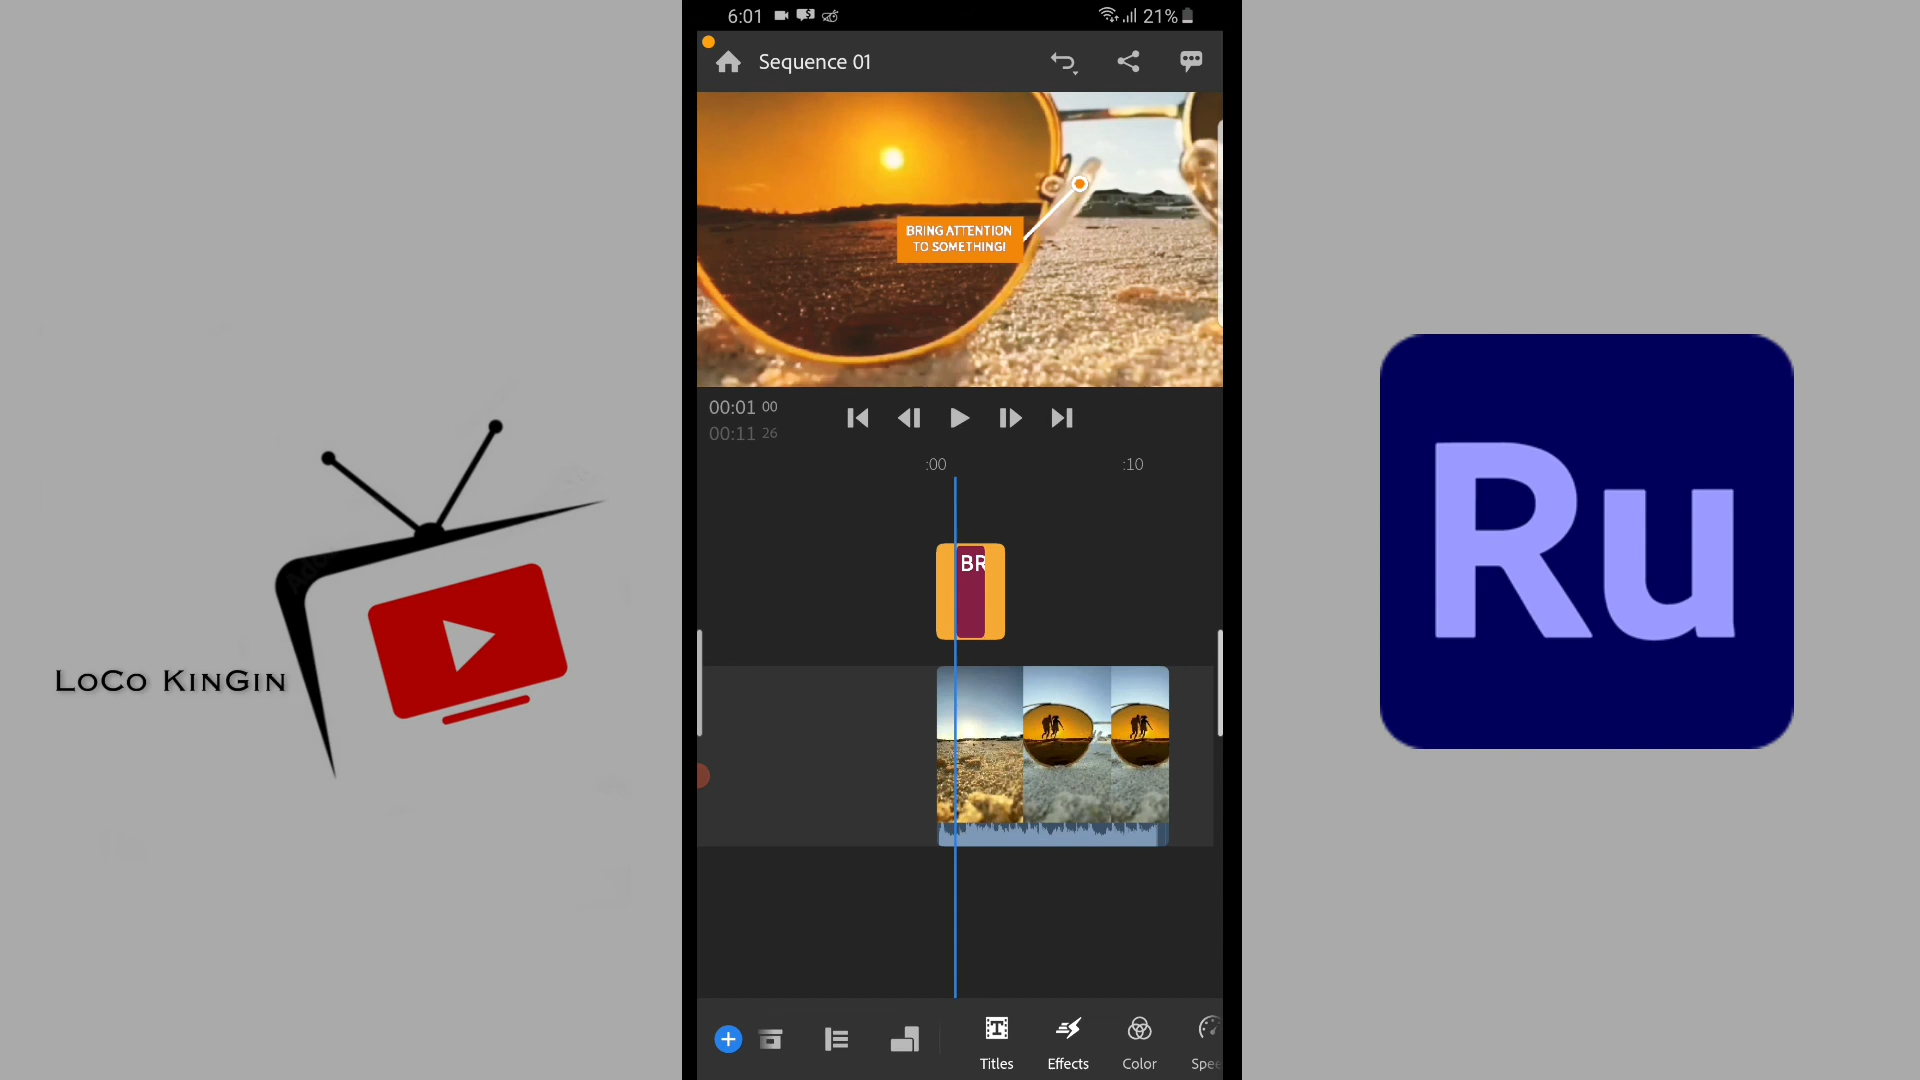 6:01
21%
Sequence 01
BRING ATTENTION
TO SOMETHING!
00:01 00
00:11 26
:00
:10
BR
LoCo KinGin
Ru
Titles
Effects
Color
Spee